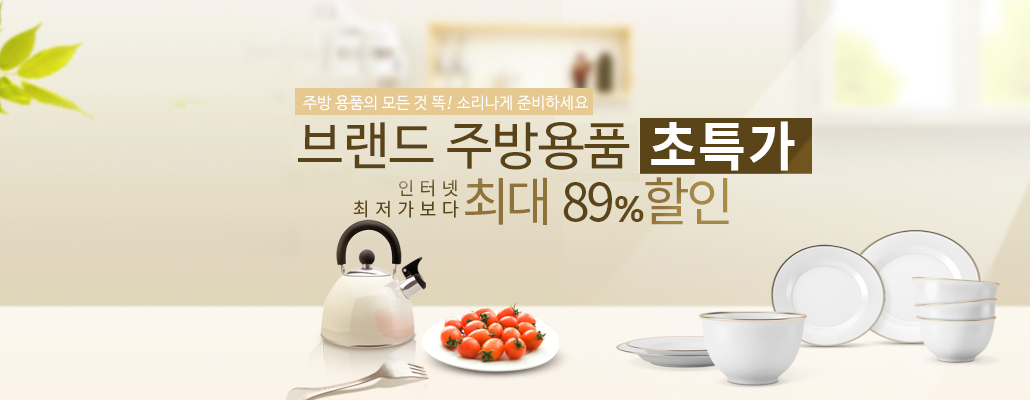 주방 용품의 모든 것 똑! 소리나게 준비하세요
브랜드 주방용품 초특가
인터넷
최저가보다 최대 89%할인